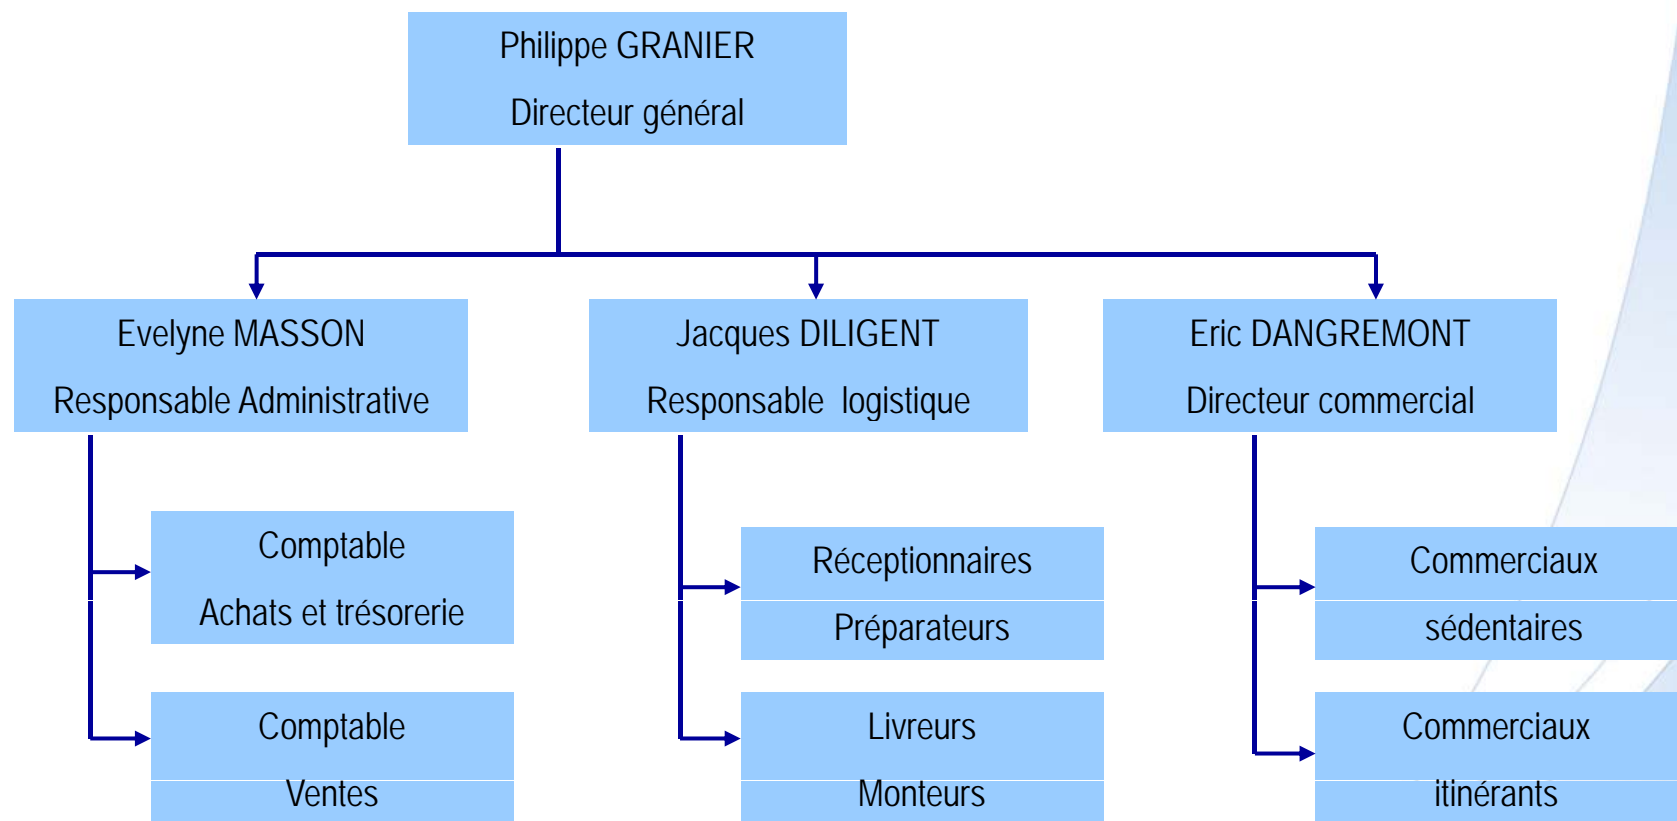 Philippe GRANIER
Directeur général
Evelyne MASSON
Responsable Administrative
Jacques DILIGENT
Responsable logistique
Eric DANGREMONT
Directeur commercial
Comptable
Achats et trésorerie
Réceptionnaires
Préparateurs
Commerciaux
sédentaires
Comptable
Ventes
Livreurs
Monteurs
Commerciaux
itinérants